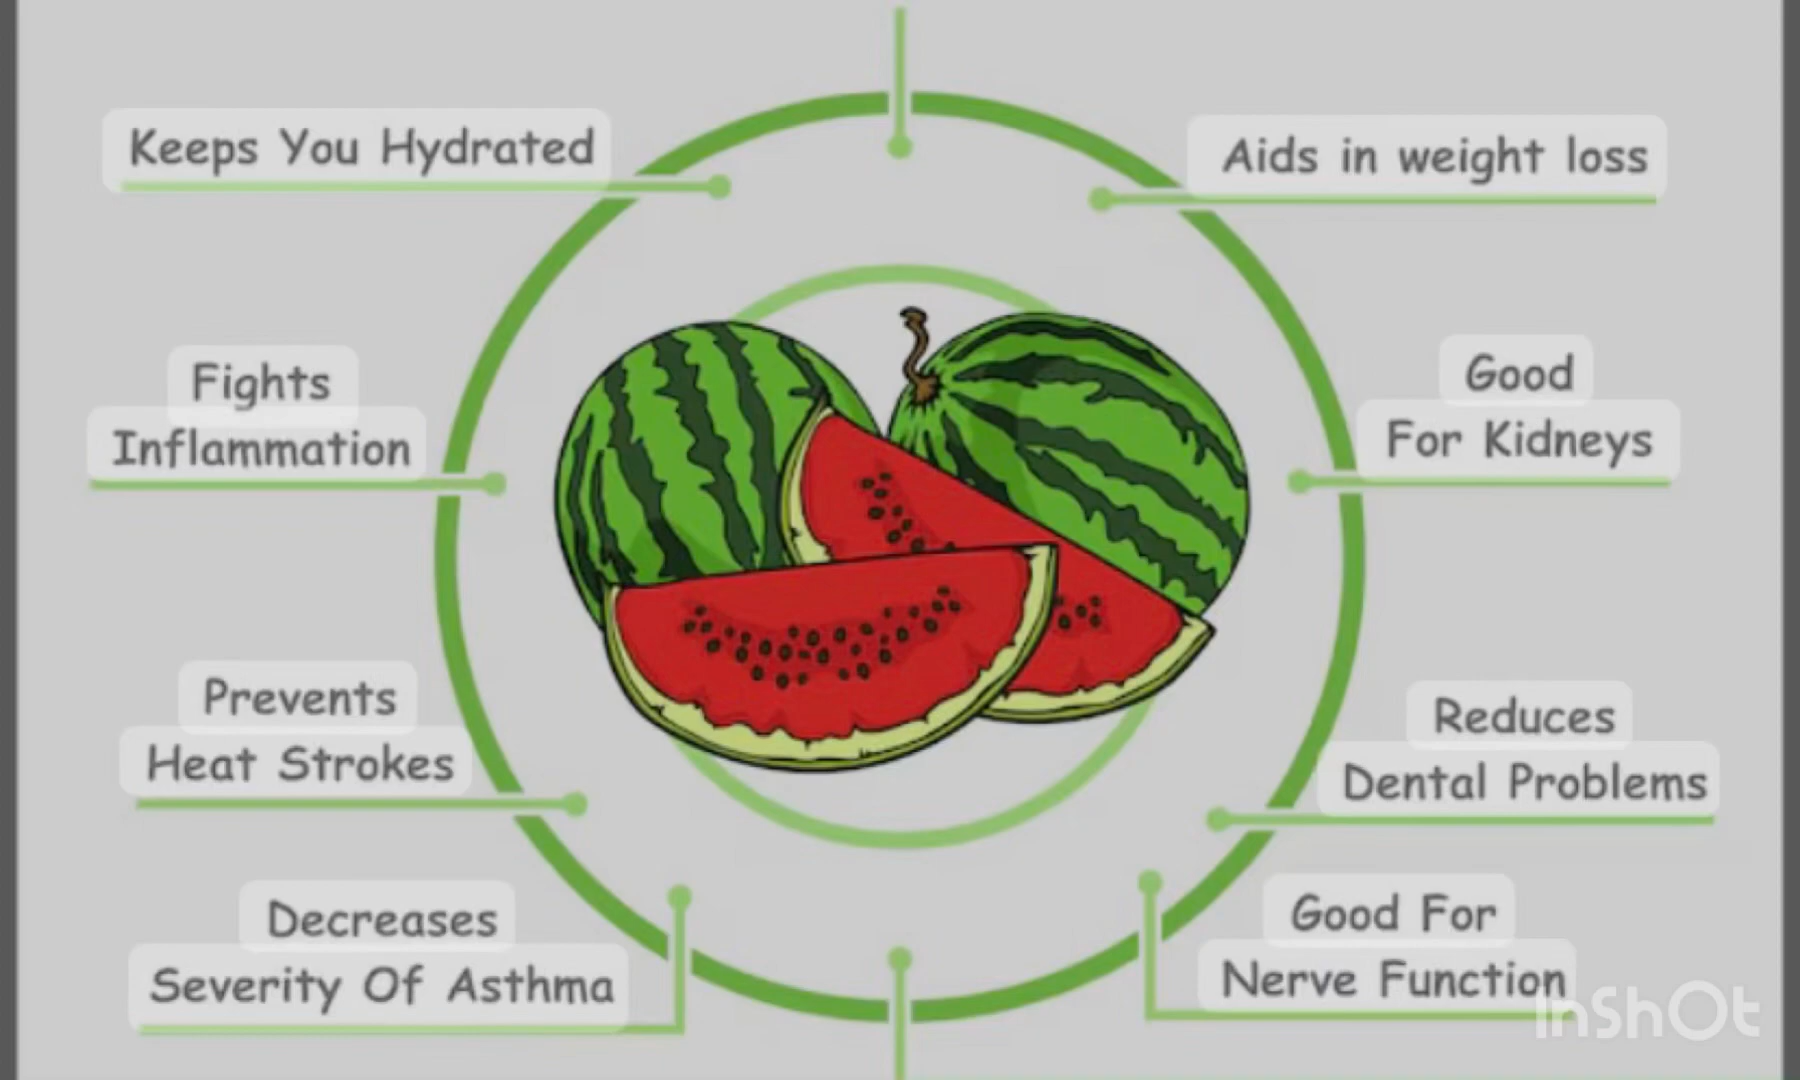 Keeps You Hydrated
Aids in weight loss
Fights
Inflammation
Good
For Kidneys
Prevents
Heat Strokes
Reduces
Dental Problems
Decreases
Severity Of Asthma
Good For
Nerve Function
InShOt